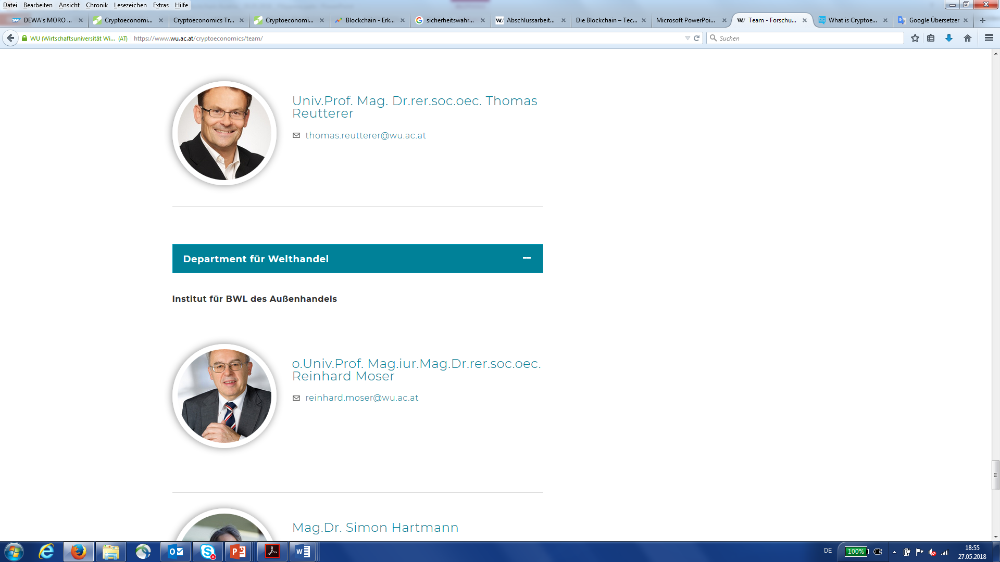 Datei Bearbeiten Ansicht Chronik Lesezeichen Extras Hilfe
DEWA's MORO ... Cryptoeconomi... Cryptoeconomics Tr... Cryptoeconomi... Blockchain - Erk... sicherheitswahr... Abschlussarbeit... Die Blockchain – Tec... Microsoft PowerPoi... Team - Forschu... What is Cryptoe... Google Übersetzer
WU (Wirtschaftsuniversität Wi... (AT) https://www.wu.ac.at/cryptoeconomics/team/ Suchen
Univ.Prof. Mag. Dr.rer.soc.oec. Thomas
Reutterer
thomas.reutterer@wu.ac.at
Department für Welthandel
Institut für BWL des Außenhandels
o.Univ.Prof. Mag.iur.Mag.Dr.rer.soc.oec.
Reinhard Moser
reinhard.moser@wu.ac.at
Mag.Dr. Simon Hartmann
DE 100% 18:55
27.05.2018